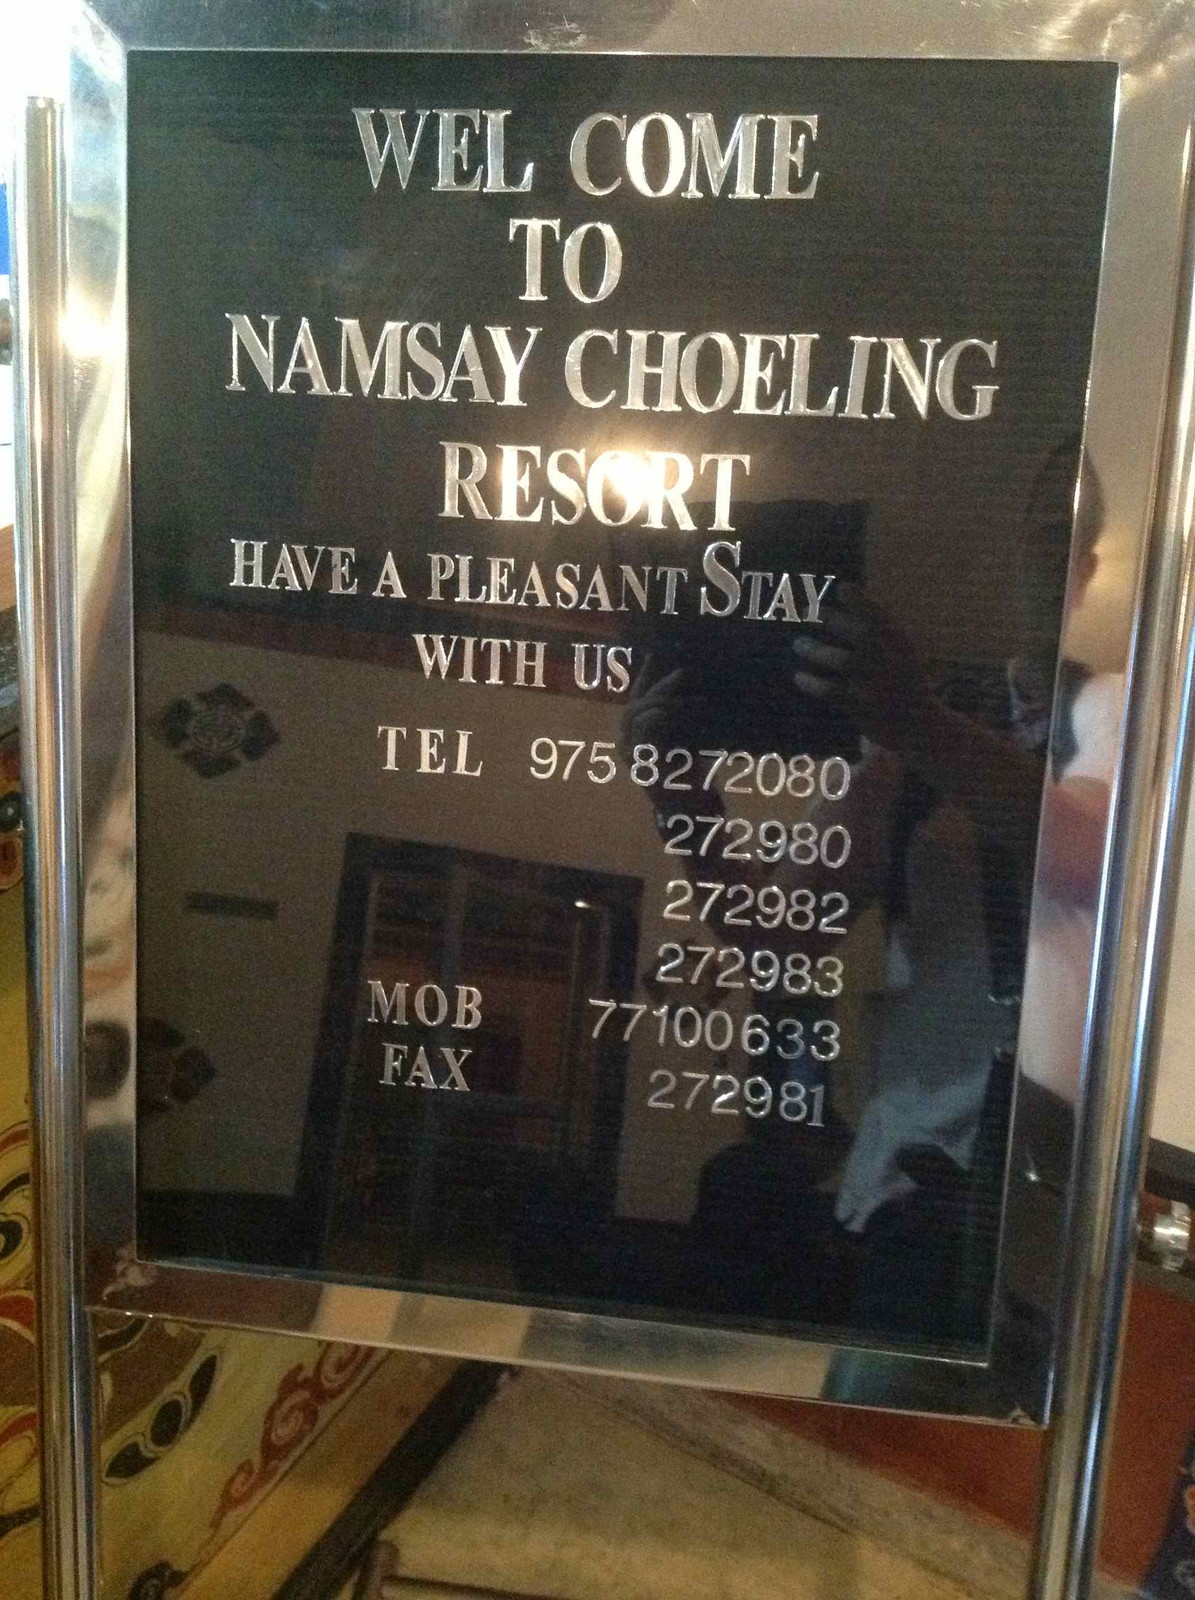 WEL COME
TO
NAMSAY CHOELING
RESORT
HAVE A PLEASANT STAY
WITH US
TEL 975 8272080
272980
272982
272983
MOB 77100633
FAX 272981